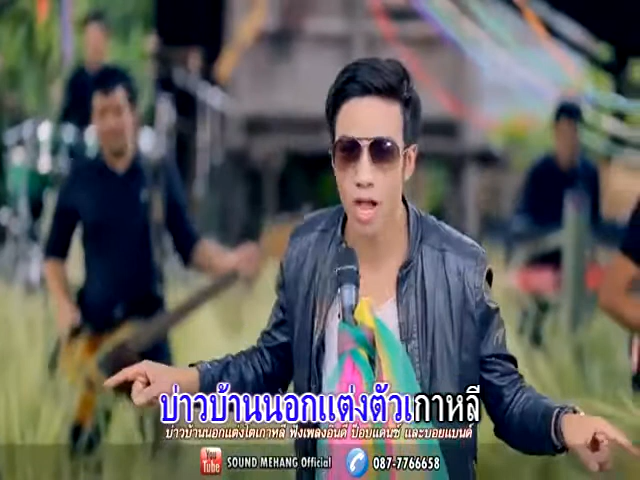 บ่าวบ้านนอกแต่งตัวเกาหลี
บ่าวบ้านนอกแต่งโตเกาหลี ฟังเพลงอินดี้ ป๊อบแดนซ์ และบอยแบนด์
You Tube SOUND MEHANG Official 087-7766658